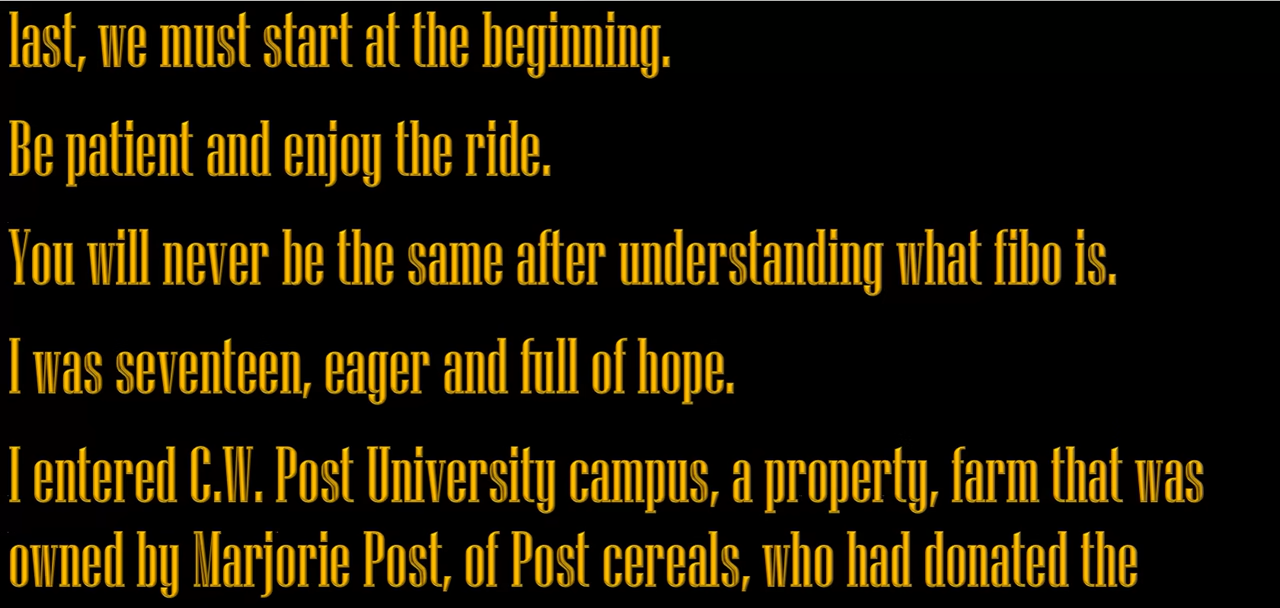 last, we must start at the beginning.
Be patient and enjoy the ride.
You will never be the same after understanding what fibo is.
I was seventeen, eager and full of hope.
I entered C.W. Post University campus, a property, farm that was
owned by Marjorie Post, of Post cereals, who had donated the